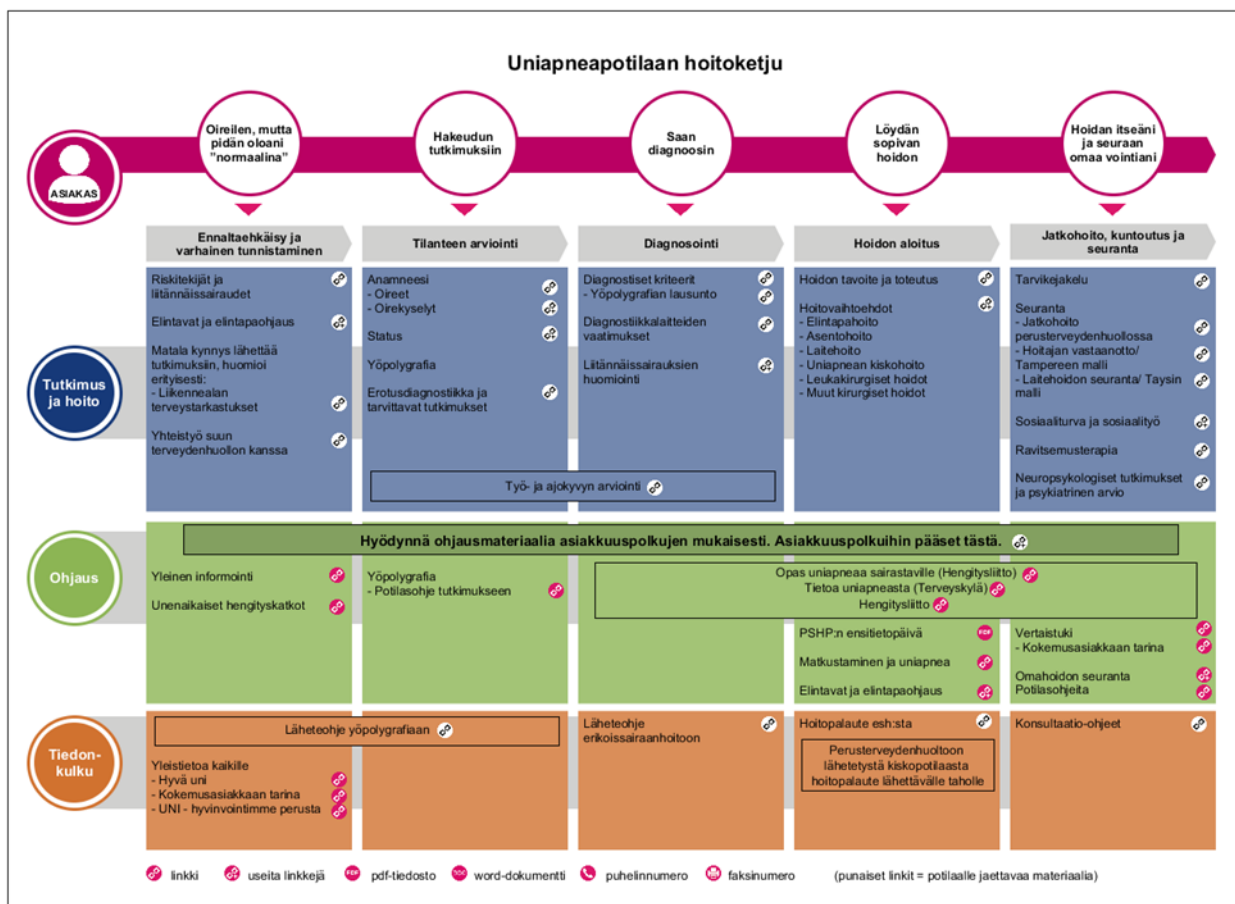 Uniapneapotilaan hoitoketju
ASIAKAS
Oireilen, mutta
pidän oloani
"normaalina"
Hakeudun
tutkimuksiin
Saan
diagnoosin
Löydän
sopivan
hoidon
Hoidan itseäni
ja seuraan
omaa vointiani
Ennaltaehkäisy ja
varhainen tunnistaminen
Tilanteen arviointi
Diagnosointi
Hoidon aloitus
Jatkohoito, kuntoutus ja
seuranta
Tutkimus
ja hoito
Riskitekijät ja
liitännäissairaudet
Elintavat ja elintapaohjaus
Matala kynnys lähettää
tutkimuksiin, huomioi
erityisesti:
- Liikennealan
terveystarkastukset
Yhteistyö suun
terveydenhuollon kanssa
Anamneesi
- Oireet
- Oirekyselyt
Status
Yöpolygrafia
Erotusdiagnostiikka ja
tarvittavat tutkimukset
Diagnostiset kriteerit
- Yöpolygrafian lausunto
Diagnostiikkalaitteiden
vaatimukset
Liitännäissairauksien
huomiointi
Työ- ja ajokyvyn arviointi
Hoidon tavoite ja toteutus
Hoitovaihtoehdot
- Elintapahoito
- Asentohoito
- Laitehoito
- Uniapnean kiskohoito
- Leukakirurgiset hoidot
- Muut kirurgiset hoidot
Tarvikejakelu
Seuranta
- Jatkohoito
perusterveydenhuollossa
- Hoitajan vastaanotto/
Tampereen malli
- Laitehoidon seuranta/ Taysin
malli
Sosiaaliturva ja sosiaalityö
Ravitsemusterapia
Neuropsykologiset tutkimukset
ja psykiatrinen arvio
Ohjaus
Hyödynnä ohjausmateriaalia asiakkuuspolkujen mukaisesti. Asiakkuuspolkuihin pääset tästä.
Yleinen informointi
Unenaikaiset hengityskatkot
Yöpolygrafia
- Potilasohje tutkimukseen
Opas uniapneaa sairastaville (Hengitysliitto)
Tietoa uniapneasta (Terveyskylä)
Hengitysliitto
PSHP:n ensitietopäivä
PDF
Matkustaminen ja uniapnea
Elintavat ja elintapaohjaus
Vertaistuki
- Kokemusasiakkaan tarina
Omahoidon seuranta
Potilasohjeita
Tiedon-
kulku
Läheteohje yöpolygrafiaan
Yleistietoa kaikille
- Hyvä uni
- Kokemusasiakkaan tarina
- UNI - hyvinvointimme perusta
Läheteohje
erikoissairaanhoitoon
Hoitopalaute esh:sta
Perusterveydenhuoltoon
lähetetystä kiskopotilaasta
hoitopalaute lähettävälle taholle
Konsultaatio-ohjeet
linkki
useita linkkejä
PDF pdf-tiedosto
DOC word-dokumentti
puhelinnumero
faksinumero
(punaiset linkit = potilaalle jaettavaa materiaalia)